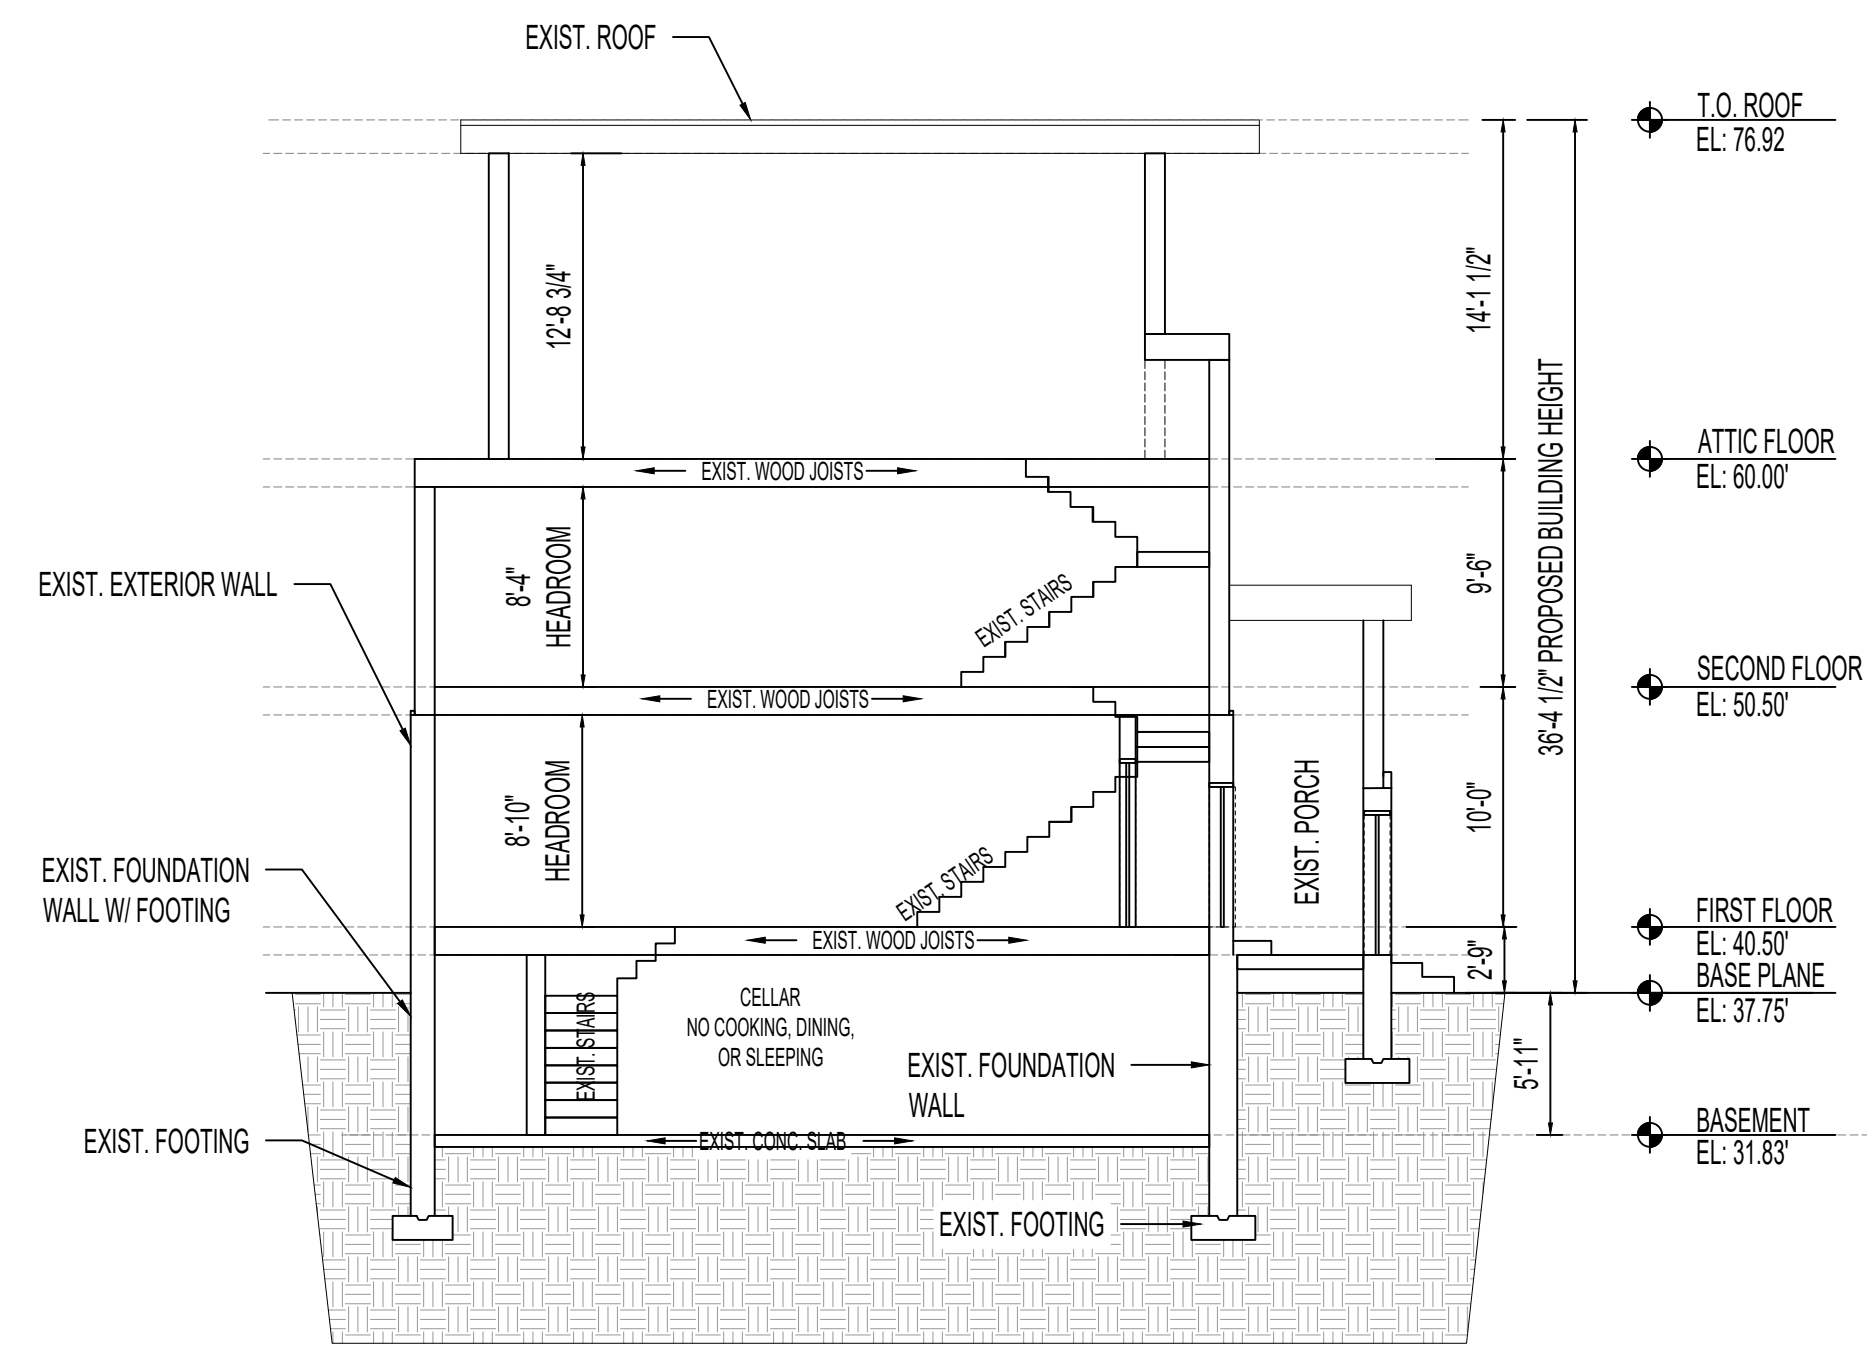 EXIST. ROOF
T.O. ROOF
EL: 76.92
12'-8 3/4"
14'-1 1/2"
36'-4 1/2" PROPOSED BUILDING HEIGHT
ATTIC FLOOR
EL: 60.00'
EXIST. WOOD JOISTS
EXIST. EXTERIOR WALL
8'-4"
HEADROOM
EXIST. STAIRS
9'-6"
SECOND FLOOR
EL: 50.50'
EXIST. WOOD JOISTS
8'-10"
HEADROOM
EXIST. STAIRS
EXIST. PORCH
10'-0"
EXIST. FOUNDATION
WALL W/ FOOTING
FIRST FLOOR
EL: 40.50'
EXIST. WOOD JOISTS
2'-9"
BASE PLANE
EL: 37.75'
EXIST. STAIRS
CELLAR
NO COOKING, DINING,
OR SLEEPING
EXIST. FOUNDATION
WALL
5'-11"
BASEMENT
EL: 31.83'
EXIST. FOOTING
EXIST. CONC. SLAB
EXIST. FOOTING